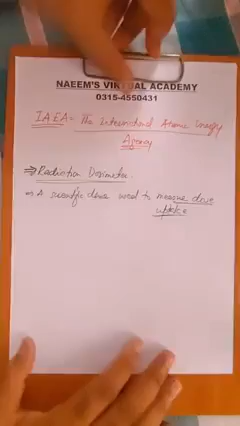 NAEEM'S VIRTUAL ACADEMY
0315-4550431
IAEA= The International Atomic Energy
Agency
⇒ Radiation Dosimeter.
⇒ A scientific device used to measure dose
uptake